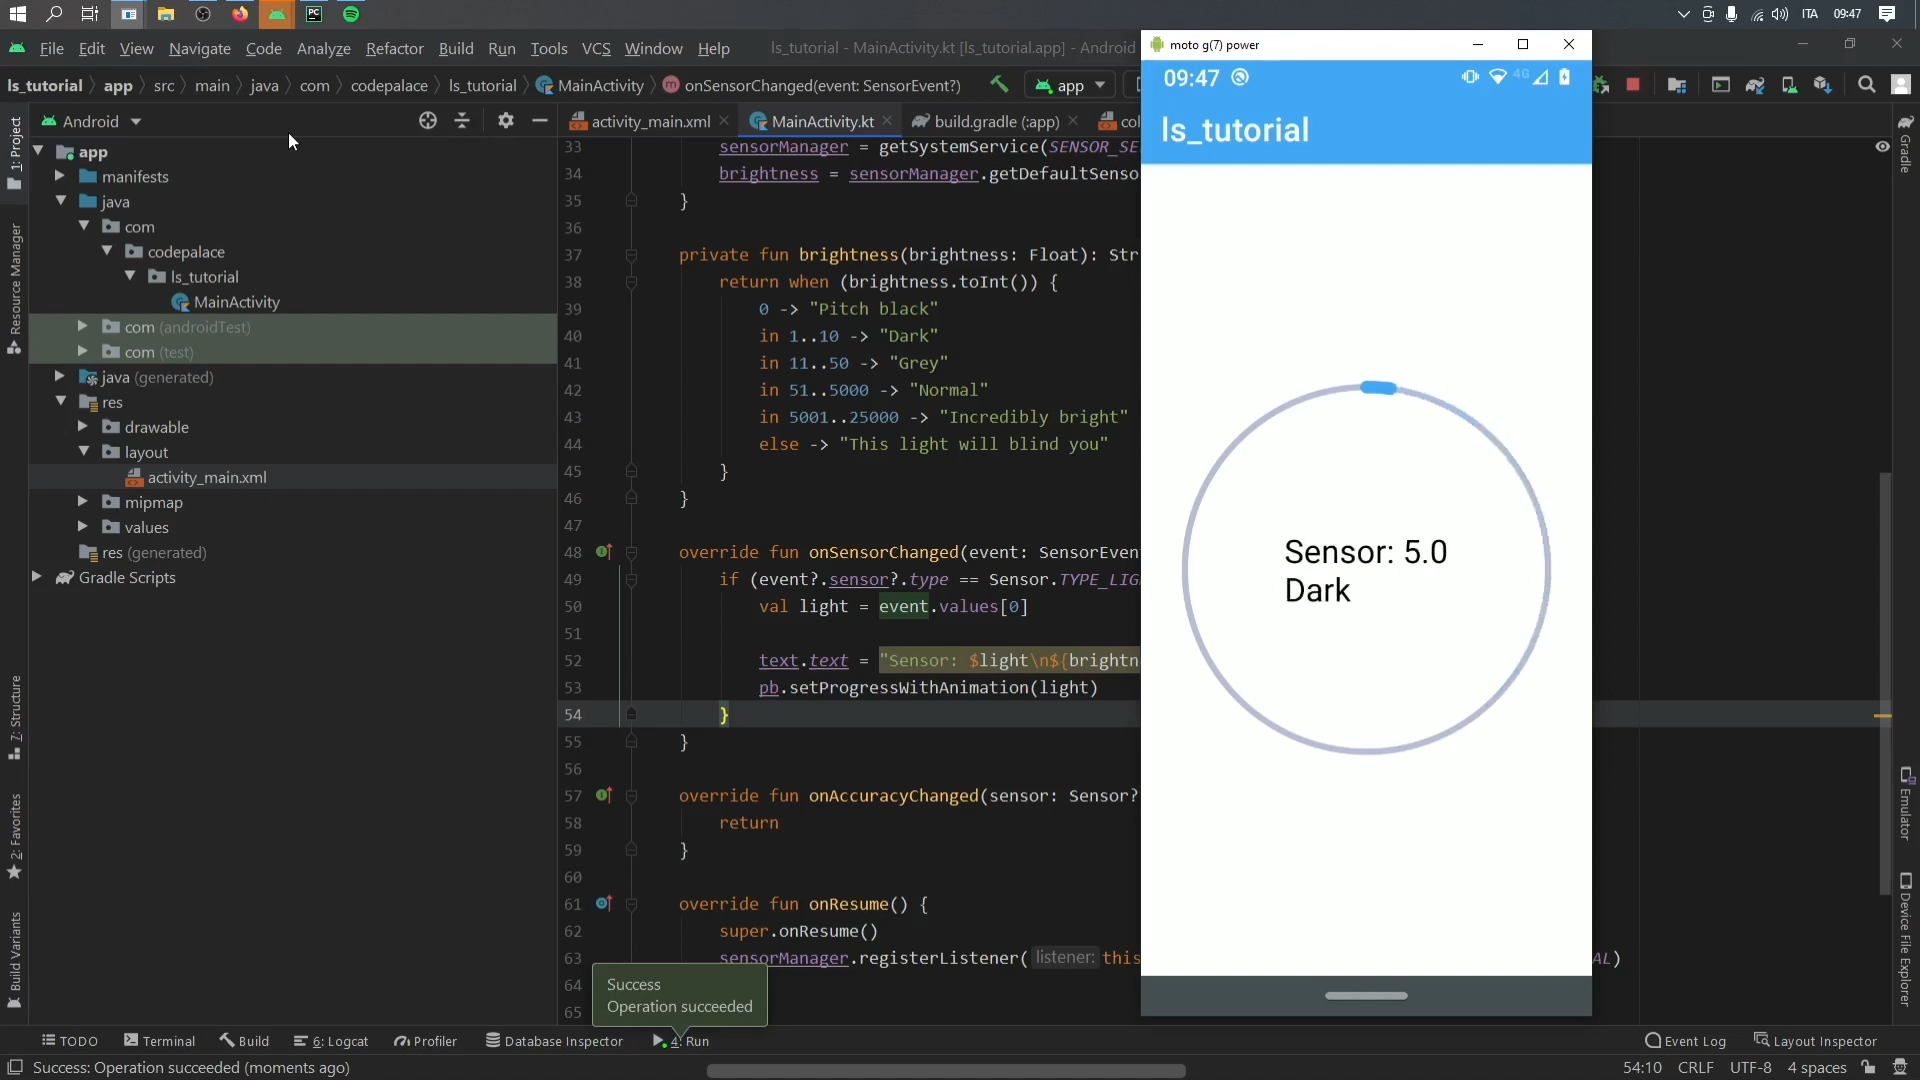 ITA
09:47
File Edit View Navigate Code Analyze Refactor Build Run Tools VCS Window Help
ls_tutorial - MainActivity.kt [ls_tutorial.app] - Android
ls_tutorial app src main java com codepalace ls_tutorial MainActivity onSensorChanged(event: SensorEvent?)
app
Android
activity_main.xml
MainActivity.kt
build.gradle (:app)
col
1: Project
Resource Manager
7: Structure
2: Favorites
Build Variants
app
manifests
java
com
codepalace
ls_tutorial
MainActivity
com (androidTest)
com (test)
java (generated)
res
drawable
layout
activity_main.xml
mipmap
values
res (generated)
Gradle Scripts
33 sensorManager = getSystemService(SENSOR_SE
34 brightness = sensorManager.getDefaultSenso
35 }
36
37 private fun brightness(brightness: Float): Str
38 return when (brightness.toInt()) {
39 0 -> "Pitch black"
40 in 1..10 -> "Dark"
41 in 11..50 -> "Grey"
42 in 51..5000 -> "Normal"
43 in 5001..25000 -> "Incredibly bright"
44 else -> "This light will blind you"
45 }
46 }
47
48 override fun onSensorChanged(event: SensorEven
49 if (event?.sensor?.type == Sensor.TYPE_LIG
50 val light = event.values[0]
51
52 text.text = "Sensor: $light\n${brightn
53 pb.setProgressWithAnimation(light)
54 }
55 }
56
57 override fun onAccuracyChanged(sensor: Sensor?
58 return
59 }
60
61 override fun onResume() {
62 super.onResume()
63 sensorManager.registerListener( listener: this AL)
64
65
Success
Operation succeeded
moto g(7) power
09:47
4G
ls_tutorial
Sensor: 5.0
Dark
Gradle
Emulator
Device File Explorer
TODO Terminal Build 6: Logcat Profiler Database Inspector 4: Run
Event Log Layout Inspector
Success: Operation succeeded (moments ago)
54:10 CRLF UTF-8 4 spaces